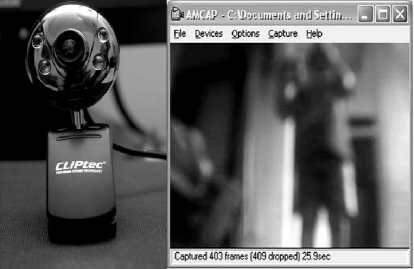 CLiPtec
AMCAP - C:\Documents and Settin...
File Devices Options Capture Help
Captured 403 frames (409 dropped) 25.9sec